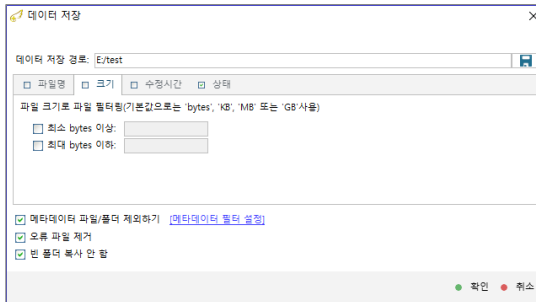 데이터 저장
데이터 저장 경로: E:/test
파일명 크기 수정시간 상태
파일 크기로 파일 필터링(기본값으로는 'bytes', 'KB', 'MB' 또는 'GB'사용)
최소 bytes 이상:
최대 bytes 이하:
메타데이터 파일/폴더 제외하기 [메타데이터 필터 설정]
오류 파일 제거
빈 폴더 복사 안 함
확인 취소